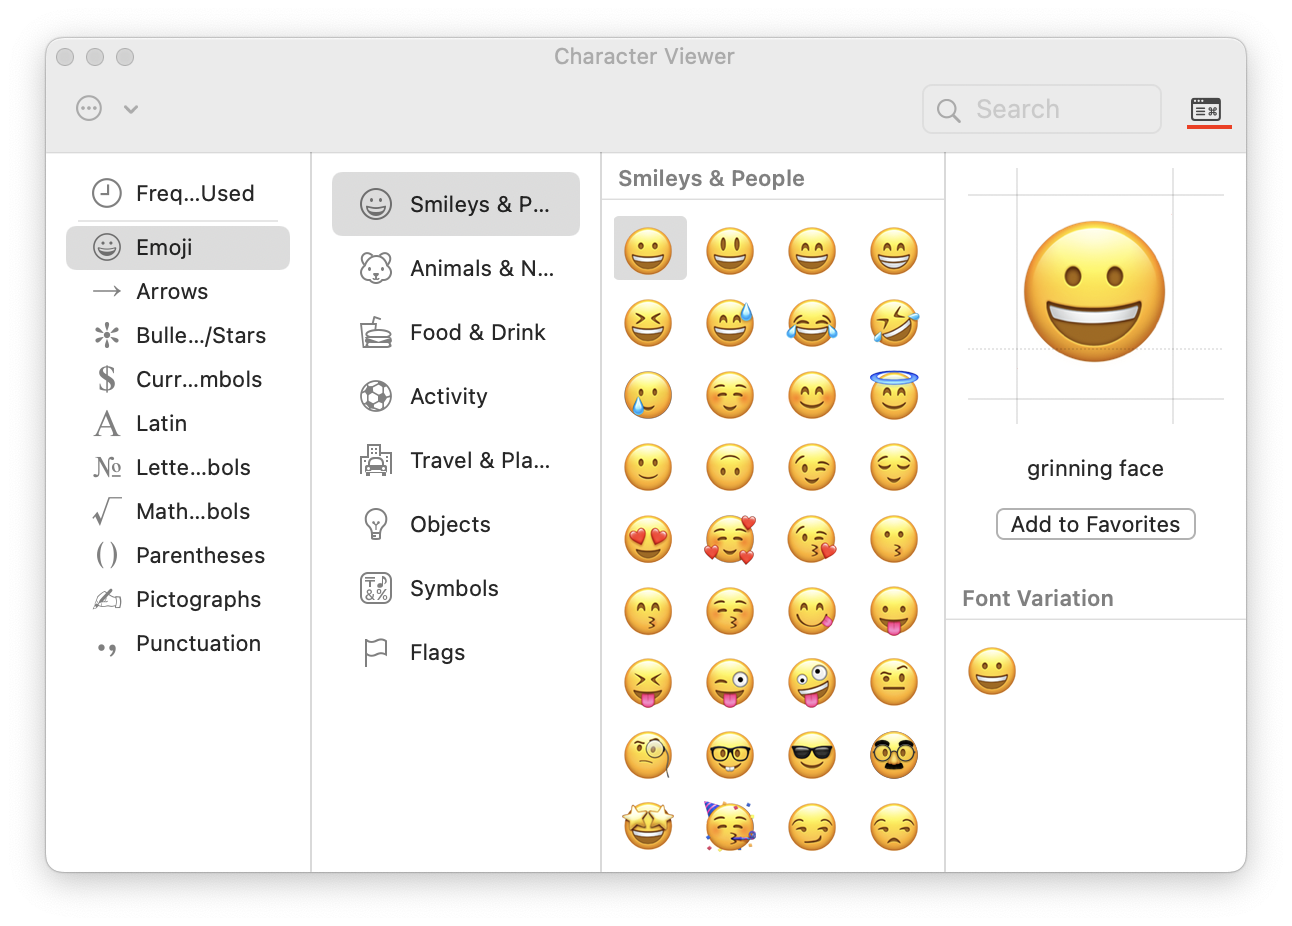 Character Viewer
Search
Freq...Used
Emoji
Arrows
Bulle.../Stars
Curr...mbols
Latin
Lette...bols
Math...bols
Parentheses
Pictographs
Punctuation
Smileys & P...
Animals & N...
Food & Drink
Activity
Travel & Pla...
Objects
Symbols
Flags
Smileys & People
grinning face
Add to Favorites
Font Variation